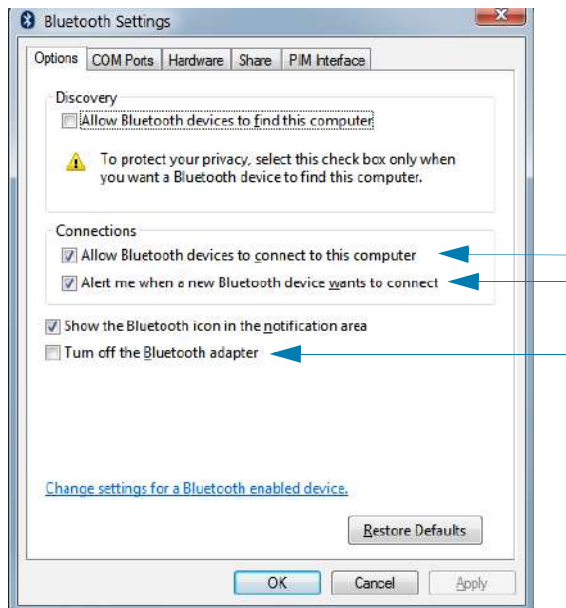 Bluetooth Settings
Options COM Ports Hardware Share PIM Interface
Discovery
Allow Bluetooth devices to find this computer
To protect your privacy, select this check box only when
you want a Bluetooth device to find this computer.
Connections
Allow Bluetooth devices to connect to this computer
Alert me when a new Bluetooth device wants to connect
Show the Bluetooth icon in the notification area
Turn off the Bluetooth adapter
Change settings for a Bluetooth enabled device.
Restore Defaults
OK Cancel Apply